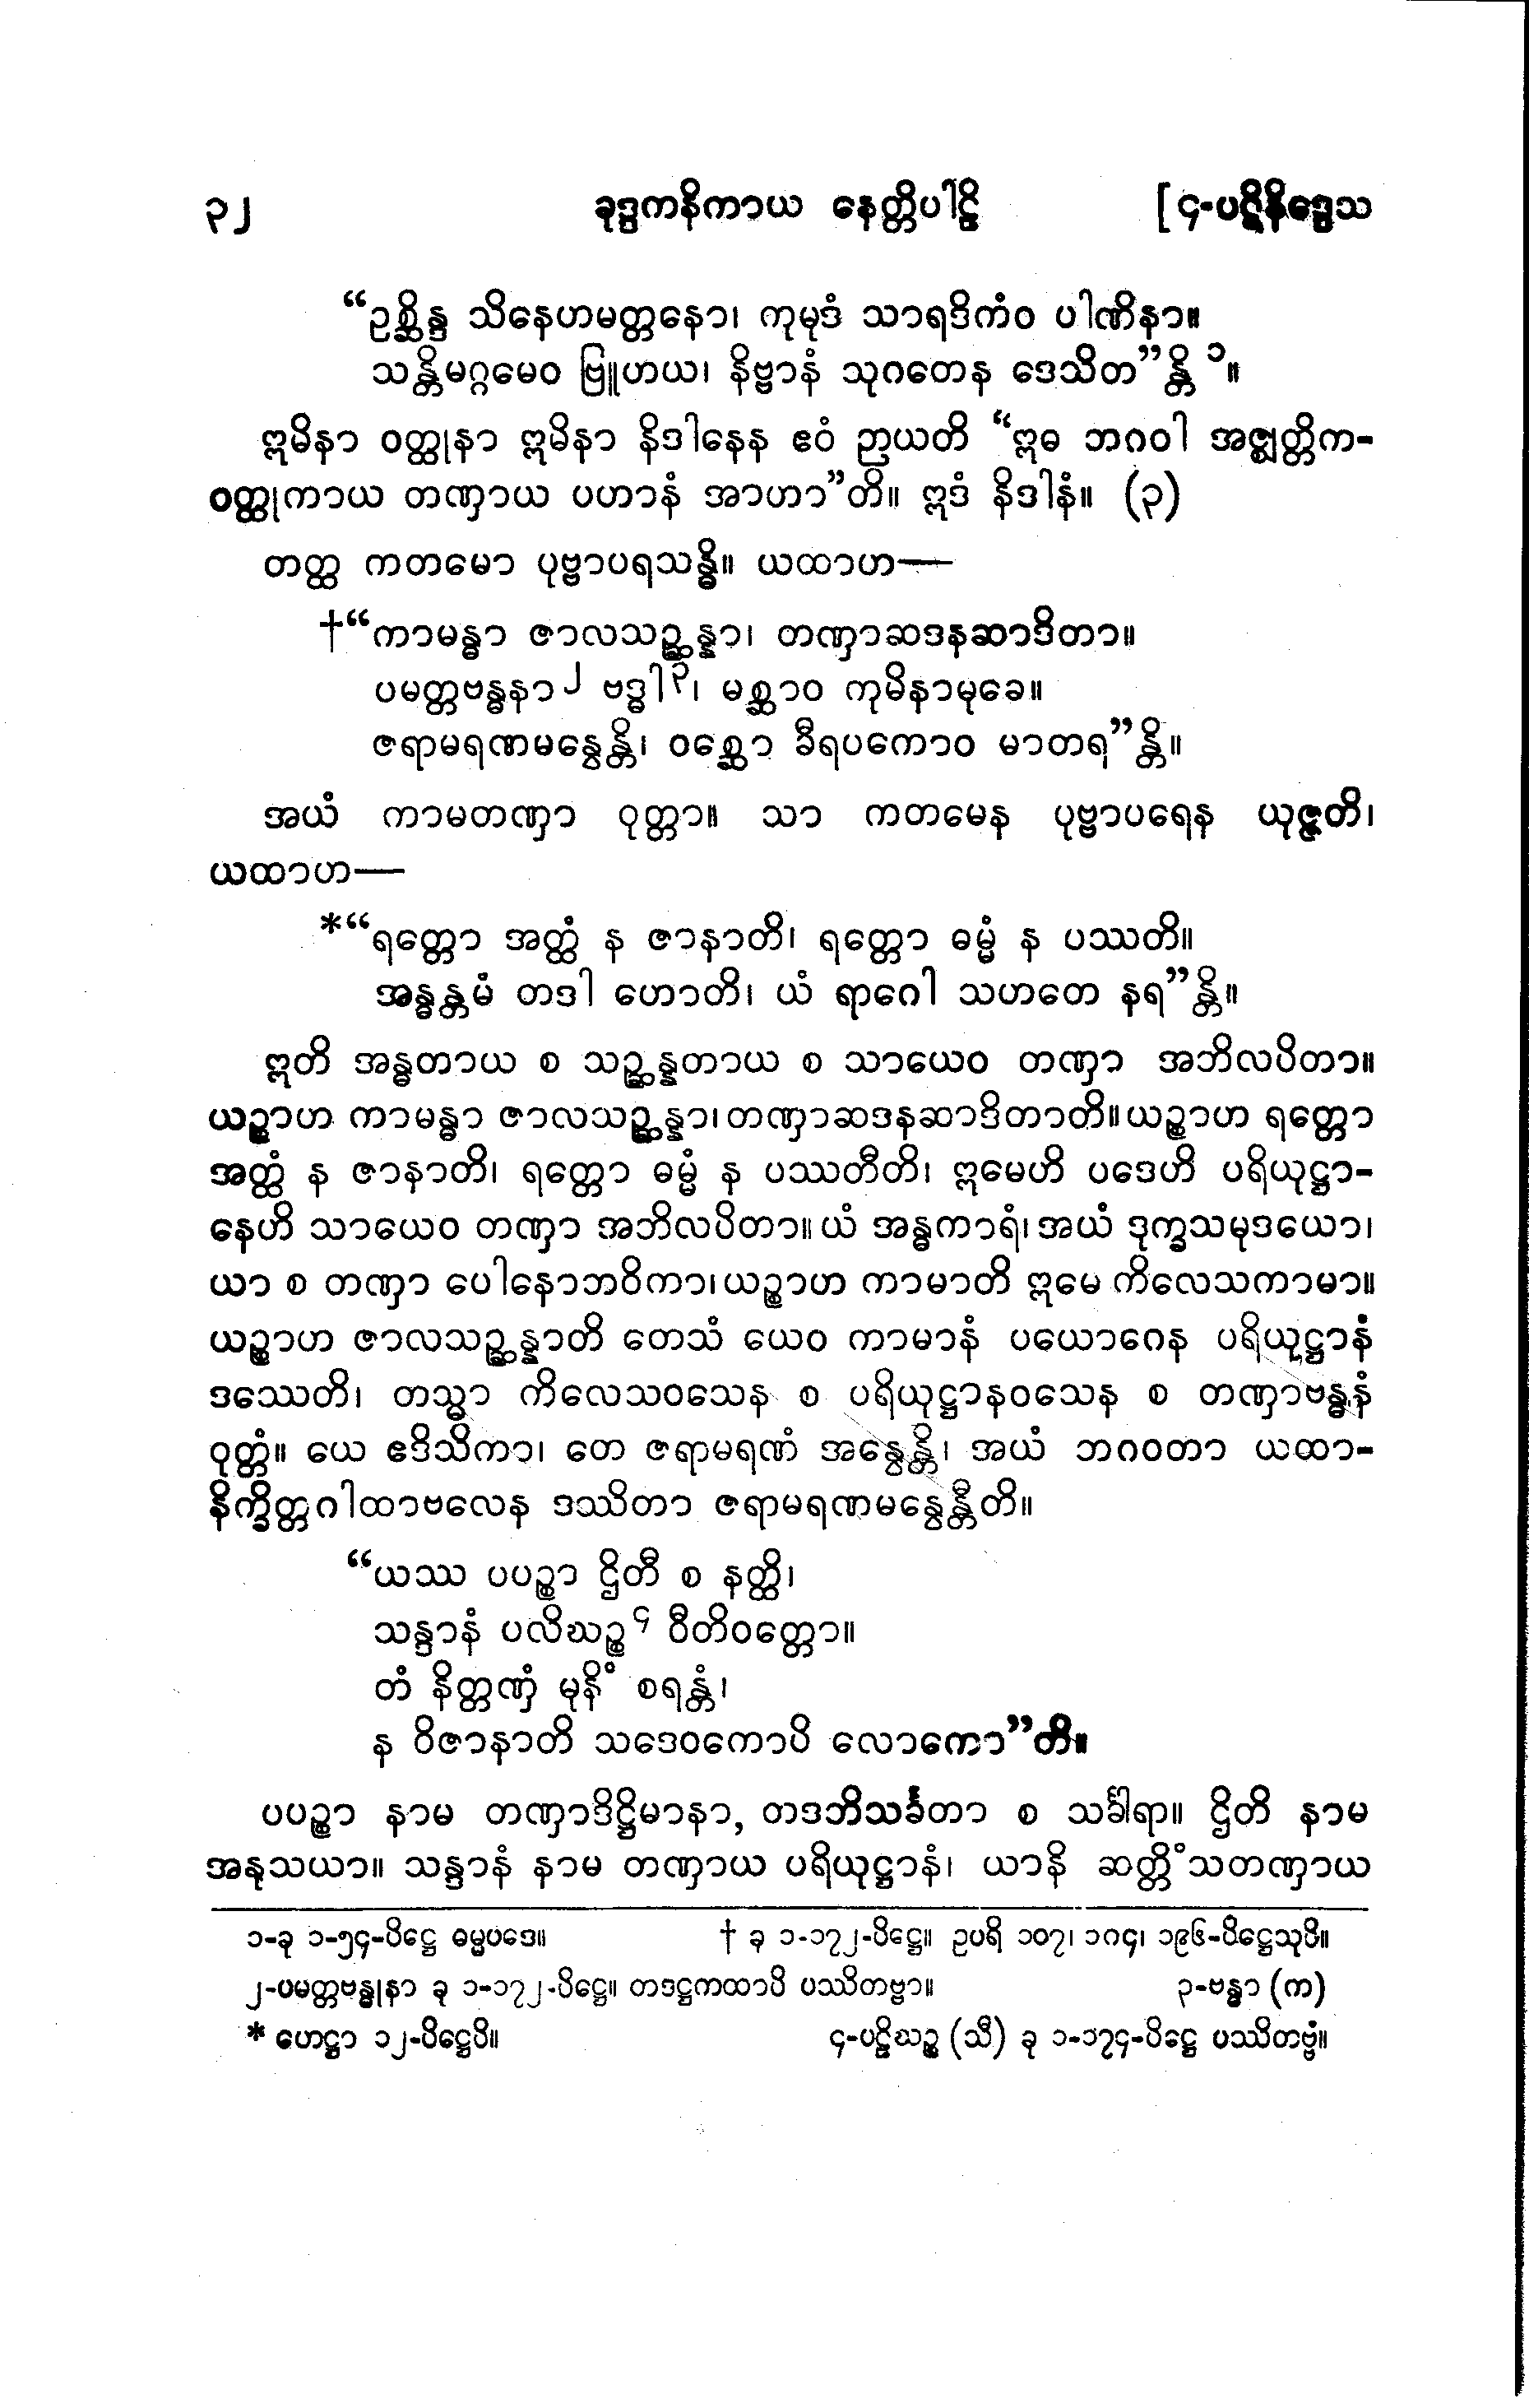 ၃၂ ခုဒ္ဒကနိကာယ နေတ္တိပါဠိ [ ၄-ပဋိနိဒ္ဒေသ
“ဥစ္ဆိန္ဒ သိနေဟမတ္တနော၊ ကုမုဒံ သာရဒိကံဝ ပါဏိနာ။
သန္တိမဂ္ဂမေဝ ဗြူဟယ၊ နိဗ္ဗာနံ သုဂတေန ဒေသိတ”န္တိ ၁။
ဣမိနာ ဝတ္ထုနာ ဣမိနာ နိဒါနေန ဧဝံ ဉာယတိ “ဣဓ ဘဂဝါ အဇ္ဈတ္တိက-
ဝတ္ထုကာယ တဏှာယ ပဟာနံ အာဟာ”တိ။ ဣဒံ နိဒါနံ။ (၃)
တတ္ထ ကတမော ပုဗ္ဗာပရသန္ဓိ။ ယထာဟ—
†“ကာမန္ဓာ ဇာလသဉ္ဆန္နာ၊ တဏှာဆဒနဆာဒိတာ။
ပမတ္တဗန္ဓနာ၂ ဗဒ္ဓါ၃၊ မစ္ဆာဝ ကုမိနာမုခေ။
ဇရာမရဏမနွေန္တိ၊ ဝစ္ဆော ခီရပကောဝ မာတရ”န္တိ။
အယံ ကာမတဏှာ ဝုတ္တာ။ သာ ကတမေန ပုဗ္ဗာပရေန ယုဇ္ဇတိ၊
ယထာဟ—
*“ရတ္တော အတ္ထံ န ဇာနာတိ၊ ရတ္တော ဓမ္မံ န ပဿတိ။
အန္ဓန္တမံ တဒါ ဟောတိ၊ ယံ ရာဂေါ သဟတေ နရ”န္တိ။
ဣတိ အန္ဓတာယ စ သဉ္ဆန္နတာယ စ သာယေဝ တဏှာ အဘိလပိတာ။
ယဉ္စာဟ ကာမန္ဓာ ဇာလသဉ္ဆန္နာ၊ တဏှာဆဒနဆာဒိတာတိ။ ယဉ္စာဟ ရတ္တော
အတ္ထံ န ဇာနာတိ၊ ရတ္တော ဓမ္မံ န ပဿတီတိ၊ ဣမေဟိ ပဒေဟိ ပရိယုဋ္ဌာ-
နေဟိ သာယေဝ တဏှာ အဘိလပိတာ။ ယံ အန္ဓကာရံ၊ အယံ ဒုက္ခသမုဒယော၊
ယာ စ တဏှာ ပေါနောဘဝိကာ၊ ယဉ္စာဟ ကာမာတိ ဣမေ ကိလေသကာမာ။
ယဉ္စာဟ ဇာလသဉ္ဆန္နာတိ တေသံ ယေဝ ကာမာနံ ပယောဂေန ပရိယုဋ္ဌာနံ
ဒဿေတိ၊ တသ္မာ ကိလေသဝသေန စ ပရိယုဋ္ဌာနဝသေန စ တဏှာဗန္ဓနံ
ဝုတ္တံ။ ယေ ဧဒိသိကာ၊ တေ ဇရာမရဏံ အနွေန္တိ၊ အယံ ဘဂဝတာ ယထာ-
နိက္ခိတ္တဂါထာဗလေန ဒဿိတာ ဇရာမရဏမနွေန္တီတိ။
“ယဿ ပပဉ္စာ ဌိတီ စ နတ္ထိ၊
သန္ဒာနံ ပလိဃဉ္စ၄ ဝီတိဝတ္တော။
တံ နိတ္တဏှံ မုနိံ စရန္တံ၊
န ဝိဇာနာတိ သဒေဝကောပိ လောကော”တိ။
ပပဉ္စာ နာမ တဏှာဒိဋ္ဌိမာနာ, တဒဘိသင်္ခတာ စ သင်္ခါရာ။ ဌိတိ နာမ
အနုသယာ။ သန္ဒာနံ နာမ တဏှာယ ပရိယုဋ္ဌာနံ၊ ယာနိ ဆတ္တိံသတဏှာယ
၁-ခု ၁-၅၄-ပိဋ္ဌေ ဓမ္မပဒေ။ † ခု ၁-၁၇၂-ပိဋ္ဌေ။ ဥပရိ ၁၀၇၊ ၁၈၄၊ ၁၉၆-ပိဋ္ဌေသုပိ။
၂-ပမတ္တဗန္ဓုနာ ခု ၁-၁၇၂-ပိဋ္ဌေ။ တဒဋ္ဌကထာပိ ပဿိတဗ္ဗာ။ ၃-ဗန္ဓာ (က)
* ဟေဋ္ဌာ ၁၂-ပိဋ္ဌေပိ။ ၄-ပဠိဃဉ္စ (သီ) ခု ၁-၁၇၄-ပိဋ္ဌေ ပဿိတဗ္ဗံ။